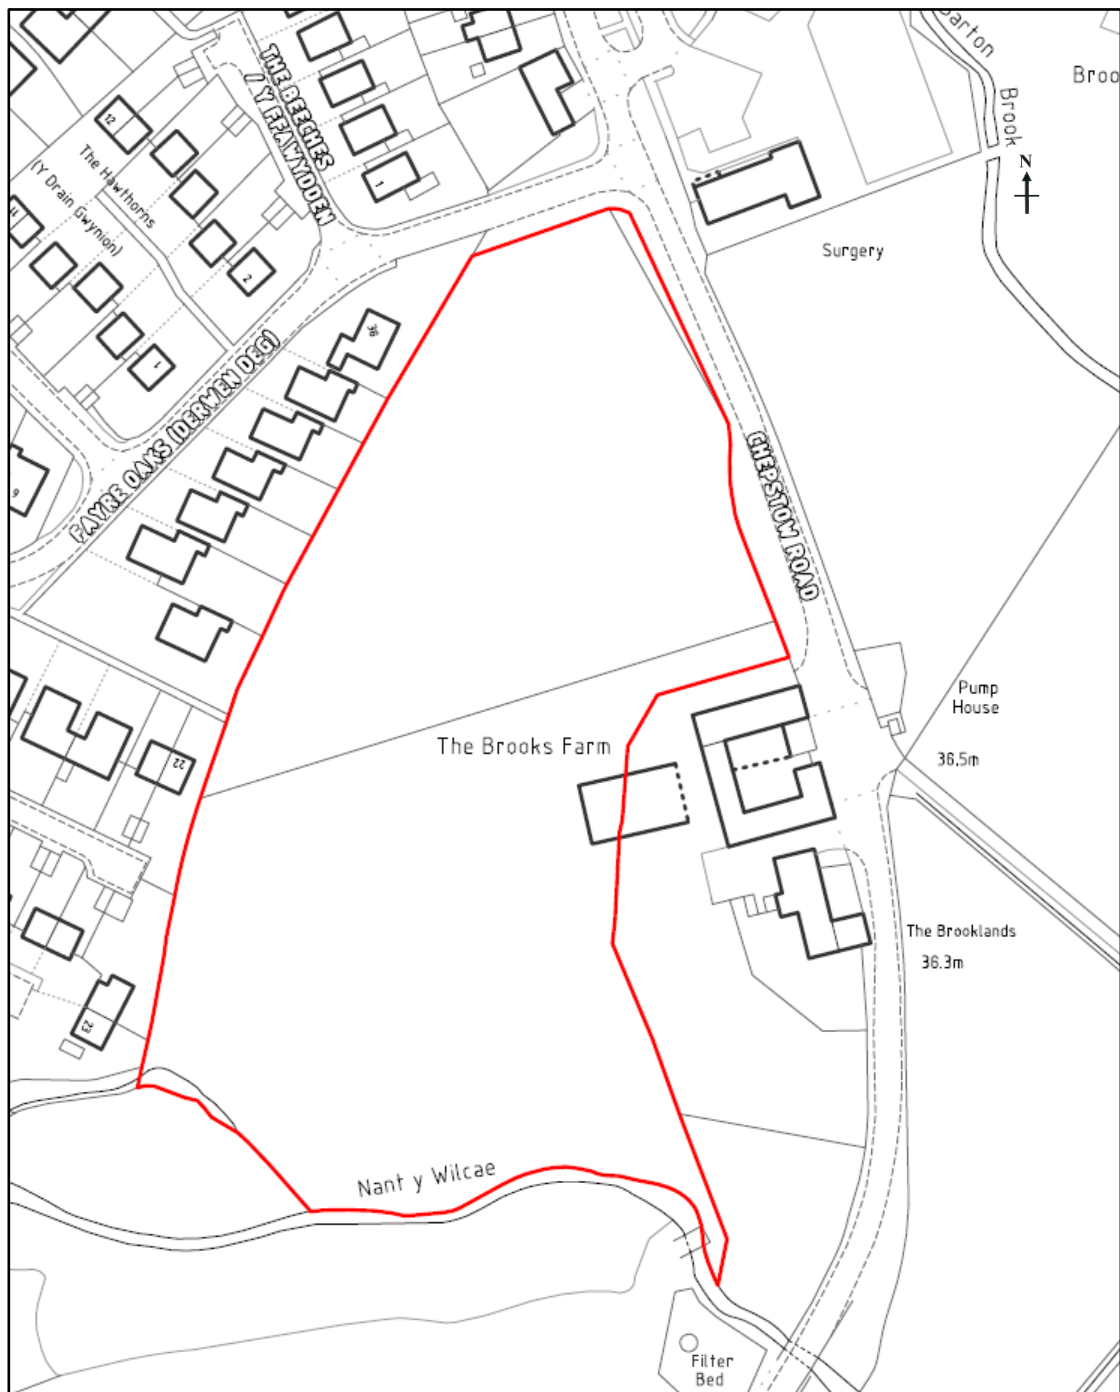 Barton
Brook
Broo
N
THE BEECHES
/ Y FFAWYDDEN
12
The Hawthorns
(Y Drain Gwynion)
11
1
2
1
Surgery
36
FAYRE OAKS (DERWEN DEG)
9
CHEPSTOW ROAD
Pump
House
The Brooks Farm
36.5m
22
The Brooklands
36.3m
23
Nant y Wilcae
Filter
Bed